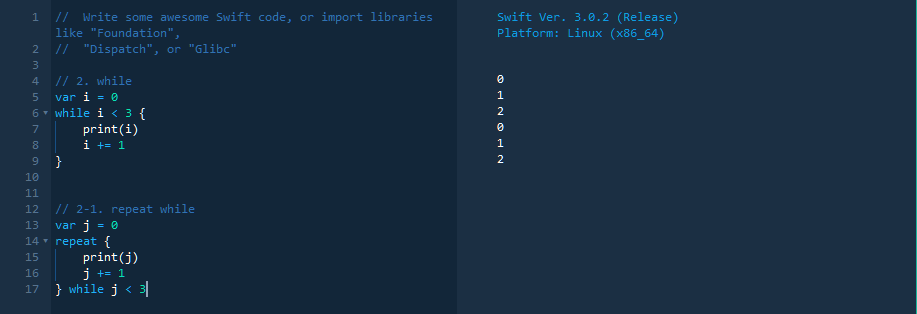 1 //  Write some awesome Swift code, or import libraries
like "Foundation",
2 //  "Dispatch", or "Glibc"
3
4 // 2. while
5 var i = 0
6 while i < 3 {
7     print(i)
8     i += 1
9 }
10
11
12 // 2-1. repeat while
13 var j = 0
14 repeat {
15     print(j)
16     j += 1
17 } while j < 3
Swift Ver. 3.0.2 (Release)
Platform: Linux (x86_64)
0
1
2
0
1
2